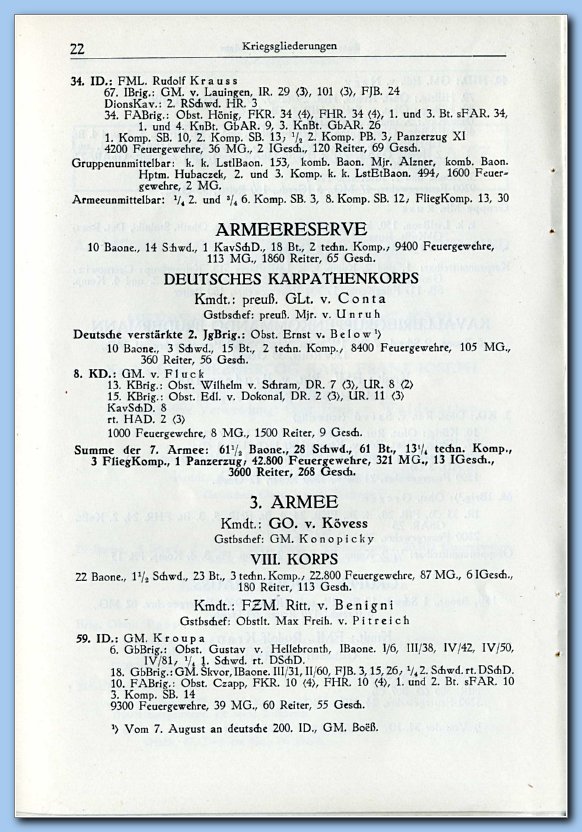 22
Kriegsgliederungen
34. ID.: FML. Rudolf Krauss
67. IBrig.: GM. v. Lauingen, IR. 29 (3), 101 (3), FJB. 24
DionsKav.: 2. RSchwd. HR. 3
34. FABrig.: Obst. Hönig, FKR. 34 (4), FHR. 34 (4), 1. und 3. Bt. sFAR. 34,
1. und 4. KnBt. GbAR. 9, 3. KnBt. GbAR. 26
1. Komp. SB. 10, 2. Komp. SB. 13; 1/2 2. Komp. PB. 3; Panzerzug XI
4200 Feuergewehre, 36 MG., 2 IGesch., 120 Reiter, 69 Gesch.
Gruppenunmittelbar: k. k. LstIBaon. 153, komb. Baon. Mjr. Alzner, komb. Baon.
Hptm. Hubaczek, 2. und 3. Komp. k. k. LstEtBaon. 494, 1600 Feuer-
gewehre, 2 MG.
Armeeunmittelbar: 1/4 2. und 3/4 6. Komp. SB. 3, 8. Komp. SB. 12, FliegKomp. 13, 30
ARMEERESERVE
10 Baone., 14 Schwd., 1 KavSchD., 18 Bt., 2 techn. Komp., 9400 Feuergewehre,
113 MG., 1860 Reiter, 65 Gesch.
DEUTSCHES KARPATHENKORPS
Kmdt.: preuß. GLt. v. Conta
Gstbschef: preuß. Mjr. v. Unruh
Deutsche verstärkte 2. JgBrig.: Obst. Ernst v. Below ¹)
10 Baone., 3 Schwd., 15 Bt., 2 techn. Komp., 8400 Feuergewehre, 105 MG.,
360 Reiter, 56 Gesch.
8. KD.: GM. v. Fluck
13. KBrig.: Obst. Wilhelm v. Schram, DR. 7 (3), UR. 8 (2)
15. KBrig.: Obst. Edl. v. Dokonal, DR. 2 (3), UR. 11 (3)
KavSchD. 8
rt. HAD. 2 (3)
1000 Feuergewehre, 8 MG., 1500 Reiter, 9 Gesch.
Summe der 7. Armee: 61 1/2 Baone., 28 Schwd., 61 Bt., 13 1/4 techn. Komp.,
3 FliegKomp., 1 Panzerzug; 42.800 Feuergewehre, 321 MG., 13 IGesch.,
3600 Reiter, 268 Gesch.
3. ARMEE
Kmdt.: GO. v. Kövess
Gstbschef: GM. Konopicky
VIII. KORPS
22 Baone., 1 1/2 Schwd., 23 Bt., 3 techn. Komp., 22.800 Feuergewehre, 87 MG., 6 IGesch.,
180 Reiter, 113 Gesch.
Kmdt.: FZM. Ritt. v. Benigni
Gstbschef: Obstlt. Max Freih. v. Pitreich
59. ID.: GM. Kroupa
6. GbBrig.: Obst. Gustav v. Hellebronth, IBaone. I/6, III/38, IV/42, IV/50,
IV/81, 1/4 1. Schwd. rt. DSchD.
18. GbBrig.: GM. Škvor, IBaone. III/31, II/60, FJB. 3, 15, 26, 1/4 2. Schwd. rt. DSchD.
10. FABrig.: Obst. Czapp, FKR. 10 (4), FHR. 10 (4), 1. und 2. Bt. sFAR. 10
3. Komp. SB. 14
9300 Feuergewehre, 39 MG., 60 Reiter, 55 Gesch.
¹) Vom 7. August an deutsche 200. ID., GM. Boëß.